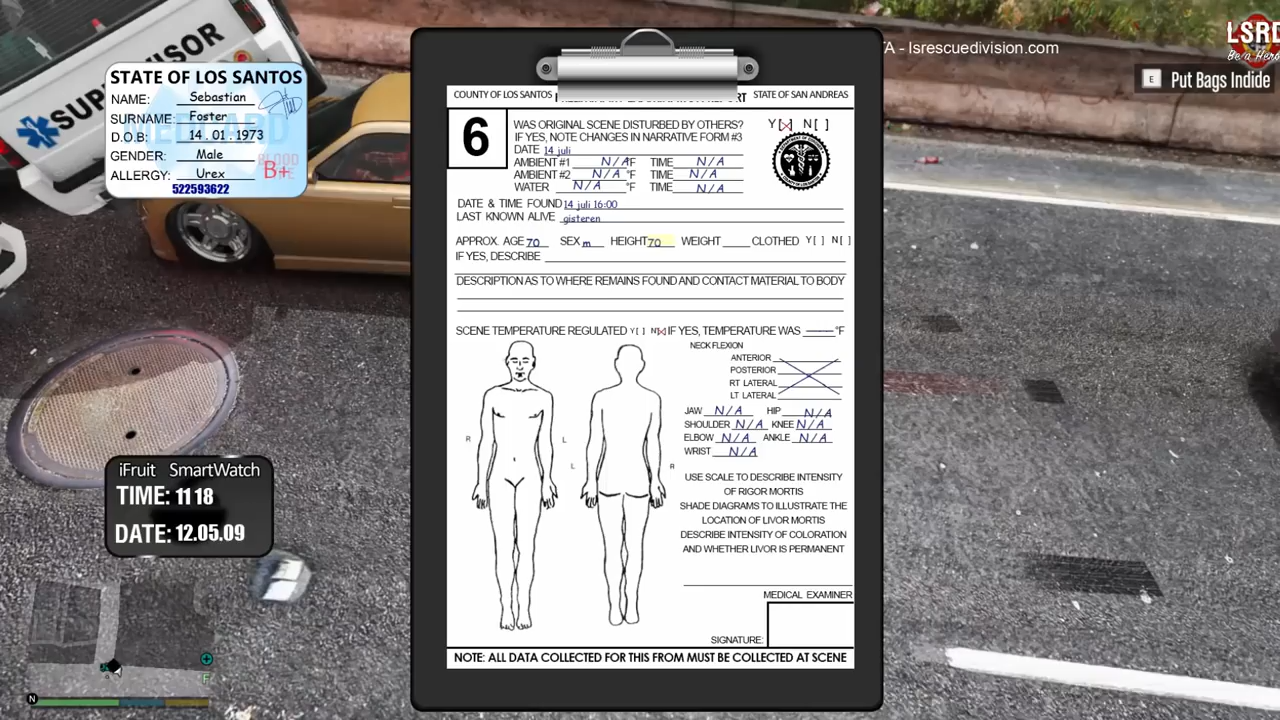 SUPERVISOR
STATE OF LOS SANTOS
NAME: Sebastian
SURNAME: Foster
D.O.B: 14.01.1973
GENDER: Male
BLOOD
B+
ALLERGY: Urex
522593622
iFruit SmartWatch
TIME: 11 18
DATE: 12.05.09
N
F
- lsrescuedivision.com
LSRD
Be a Hero
E Put Bags Indide
COUNTY OF LOS SANTOS
STATE OF SAN ANDREAS
6
WAS ORIGINAL SCENE DISTURBED BY OTHERS? Y[X] N[ ]
IF YES, NOTE CHANGES IN NARRATIVE FORM #3
DATE 14 juli
AMBIENT #1 N/A °F TIME N/A
AMBIENT #2 N/A °F TIME N/A
WATER N/A °F TIME N/A
DATE & TIME FOUND 14 juli 16:00
LAST KNOWN ALIVE gisteren
APPROX. AGE 70 SEX m HEIGHT 70 WEIGHT CLOTHED Y[ ] N[ ]
IF YES, DESCRIBE
DESCRIPTION AS TO WHERE REMAINS FOUND AND CONTACT MATERIAL TO BODY
SCENE TEMPERATURE REGULATED Y[ ] N[X] IF YES, TEMPERATURE WAS °F
NECK FLEXION
ANTERIOR
POSTERIOR
RT LATERAL
LT LATERAL
R L L R
JAW N/A HIP N/A
SHOULDER N/A KNEE N/A
ELBOW N/A ANKLE N/A
WRIST N/A
USE SCALE TO DESCRIBE INTENSITY
OF RIGOR MORTIS
SHADE DIAGRAMS TO ILLUSTRATE THE
LOCATION OF LIVOR MORTIS
DESCRIBE INTENSITY OF COLORATION
AND WHETHER LIVOR IS PERMANENT
MEDICAL EXAMINER
SIGNATURE:
NOTE: ALL DATA COLLECTED FOR THIS FROM MUST BE COLLECTED AT SCENE